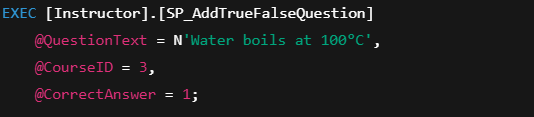 EXEC [Instructor].[SP_AddTrueFalseQuestion]
@QuestionText = N'Water boils at 100°C',
@CourseID = 3,
@CorrectAnswer = 1;